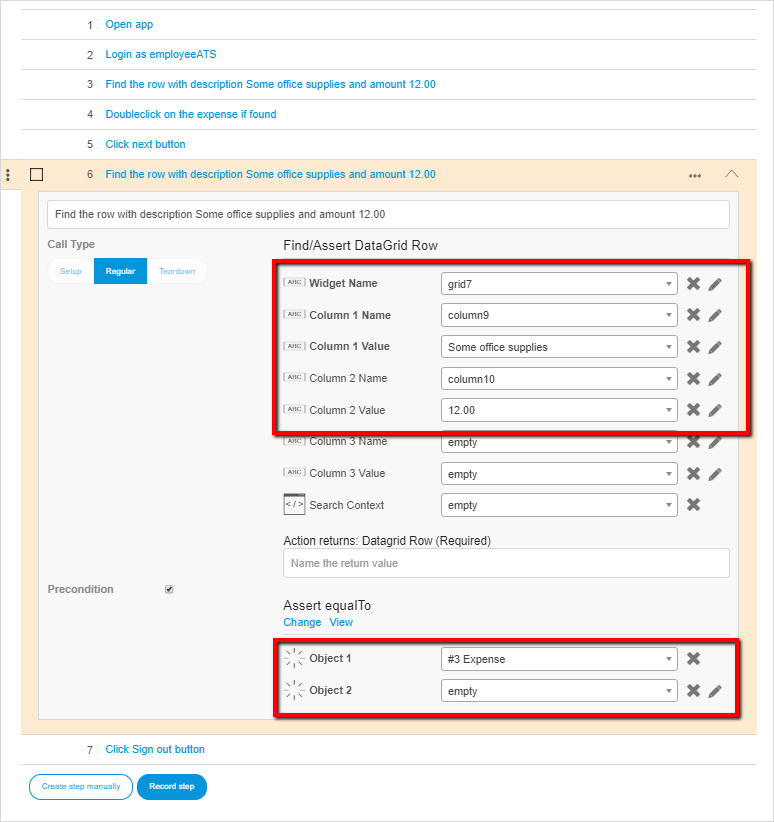 1 Open app
2 Login as employeeATS
3 Find the row with description Some office supplies and amount 12.00
4 Doubleclick on the expense if found
5 Click next button
6 Find the row with description Some office supplies and amount 12.00
Find the row with description Some office supplies and amount 12.00
Call Type
Find/Assert DataGrid Row
Setup Regular Teardown
ABC Widget Name grid7
ABC Column 1 Name column9
ABC Column 1 Value Some office supplies
ABC Column 2 Name column10
ABC Column 2 Value 12.00
ABC Column 3 Name empty
ABC Column 3 Value empty
</> Search Context empty
Action returns: Datagrid Row (Required)
Name the return value
Precondition
Assert equalTo
Change View
Object 1 #3 Expense
Object 2 empty
7 Click Sign out button
Create step manually Record step